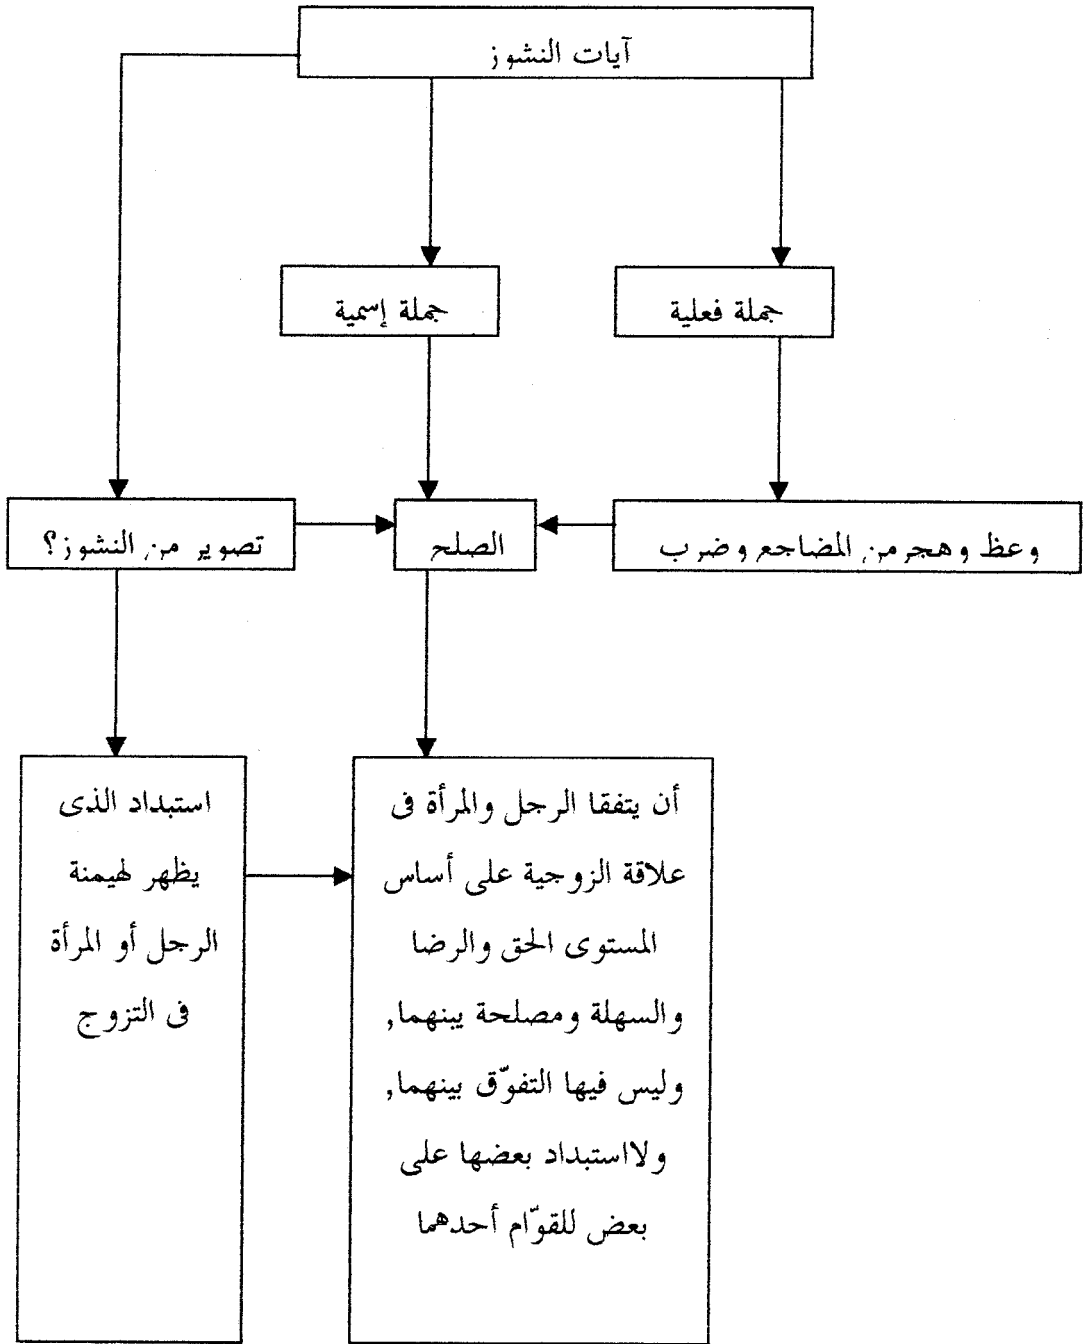 آيات النشوز
جملة فعلية
جملة إسمية
وعظ وهجر من المضاجع وضرب
الصلح
تصوير من النشوز؟
أن يتفقا الرجل والمرأة فى
علاقة الزوجية على أساس
المستوى الحق والرضا
والسهلة ومصلحة بينهما,
وليس فيها التفوّق بينهما,
ولااستبداد بعضها على
بعض للقوّام أحدهما
استبداد الذى
يظهر لهيمنة
الرجل أو المرأة
فى التزوج